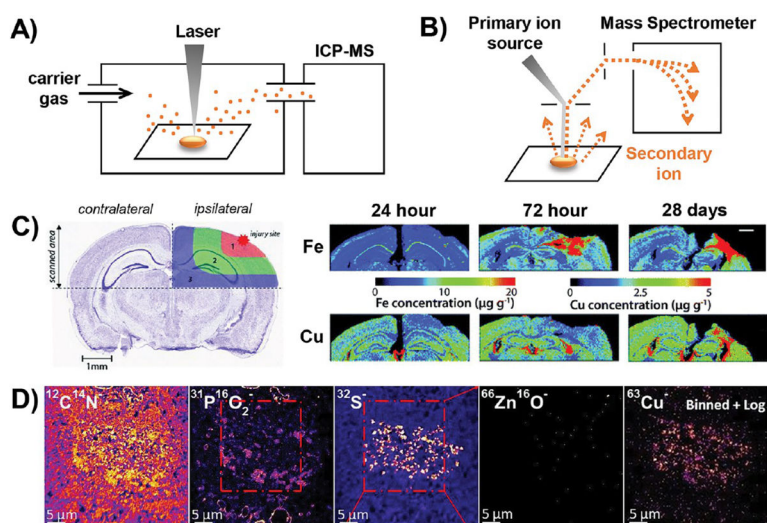 A)
Laser
ICP-MS
carrier
gas
B)
Primary ion
source
Mass Spectrometer
Secondary
ion
C)
contralateral
ipsilateral
injury site
scanned area
1
2
3
1mm
24 hour
72 hour
28 days
Fe
0 10 20
Fe concentration (µg g⁻¹)
0 2.5 5
Cu concentration (µg g⁻¹)
Cu
D)
¹²C¹⁴N⁻
5 µm
³¹P¹⁶O₂⁻
5 µm
³²S⁻
5 µm
⁶⁶Zn¹⁶O⁻
5 µm
⁶³Cu⁻
Binned + Log
5 µm